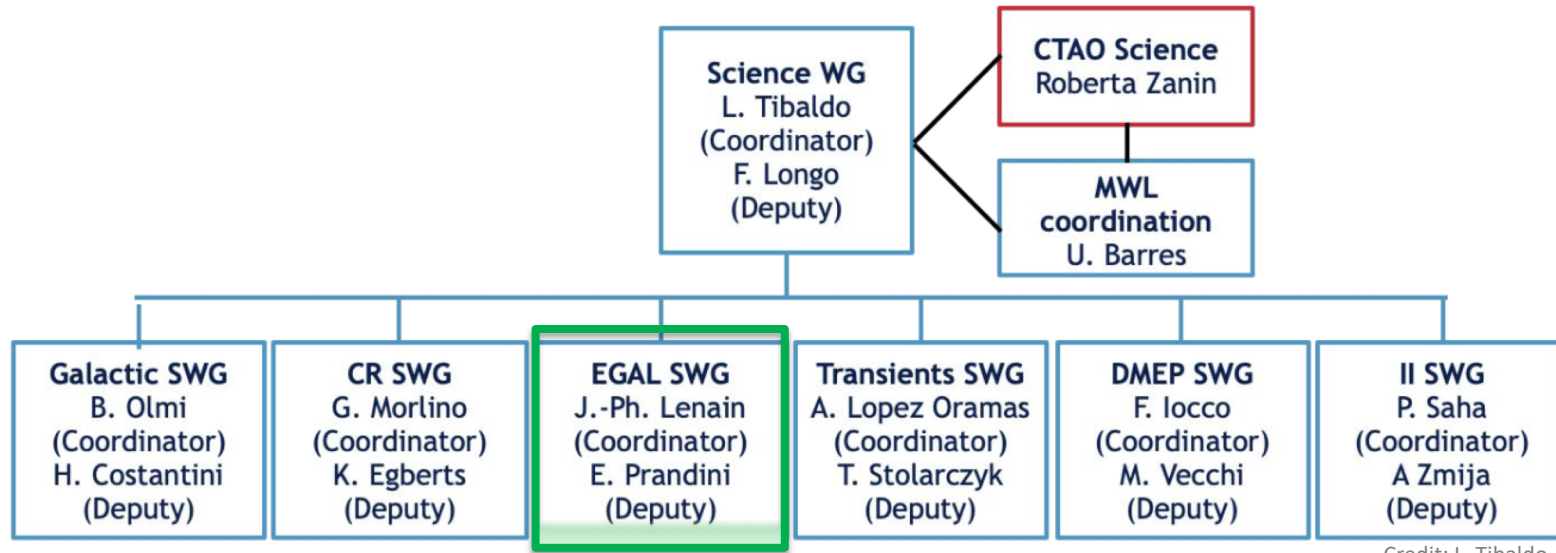 Science WG
L. Tibaldo
(Coordinator)
F. Longo
(Deputy)
CTAO Science
Roberta Zanin
MWL
coordination
U. Barres
Galactic SWG
B. Olmi
(Coordinator)
H. Costantini
(Deputy)
CR SWG
G. Morlino
(Coordinator)
K. Egberts
(Deputy)
EGAL SWG
J.-Ph. Lenain
(Coordinator)
E. Prandini
(Deputy)
Transients SWG
A. Lopez Oramas
(Coordinator)
T. Stolarczyk
(Deputy)
DMEP SWG
F. Iocco
(Coordinator)
M. Vecchi
(Deputy)
II SWG
P. Saha
(Coordinator)
A Zmija
(Deputy)
Credit: L. Tibaldo